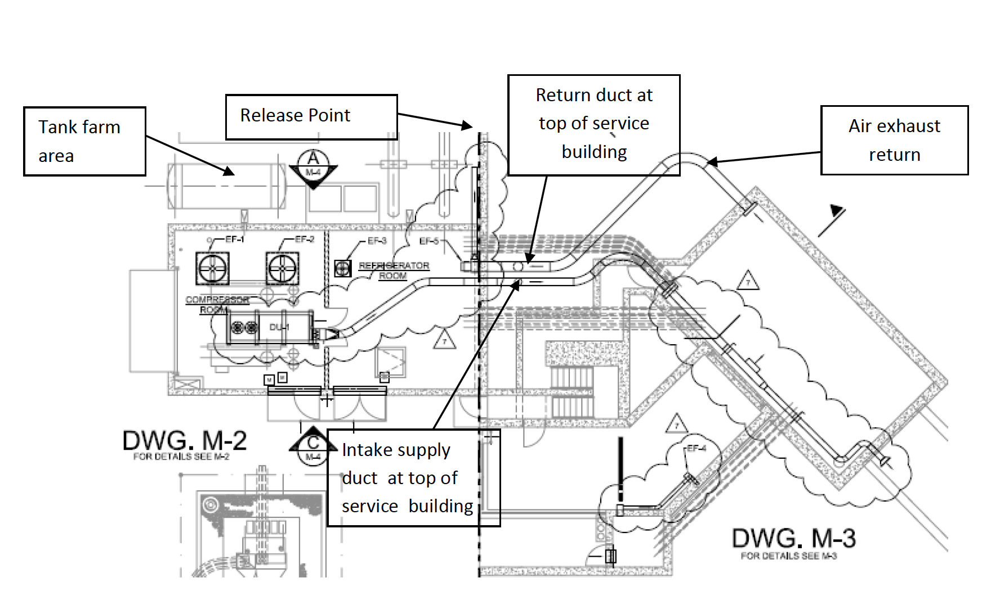 Tank farm
area
Release Point
Return duct at
top of service
building
Air exhaust
return
A
M-4
EF-1
EF-2
EF-3
EF-5
REFRIGERATOR
ROOM
COMPRESSOR
ROOM
DU-1
7
7
M
M
M
7
DWG. M-2
FOR DETAILS SEE M-2
C
M-4
Intake supply
duct at top of
service building
EF-4
DWG. M-3
FOR DETAILS SEE M-3